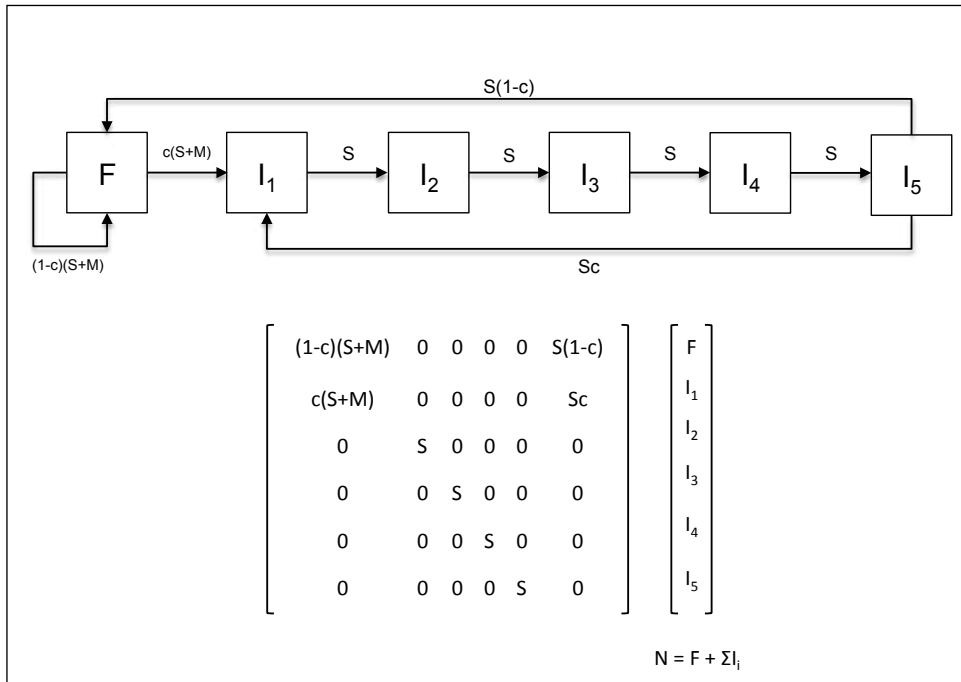 S(1-c)
F c(S+M) I₁ S I₂ S I₃ S I₄ S I₅
(1-c)(S+M)
Sc
(1-c)(S+M) 0 0 0 0 S(1-c) F
c(S+M) 0 0 0 0 Sc I₁
0 S 0 0 0 0 I₂
0 0 S 0 0 0 I₃
0 0 0 S 0 0 I₄
0 0 0 0 S 0 I₅
N = F + ΣIᵢ